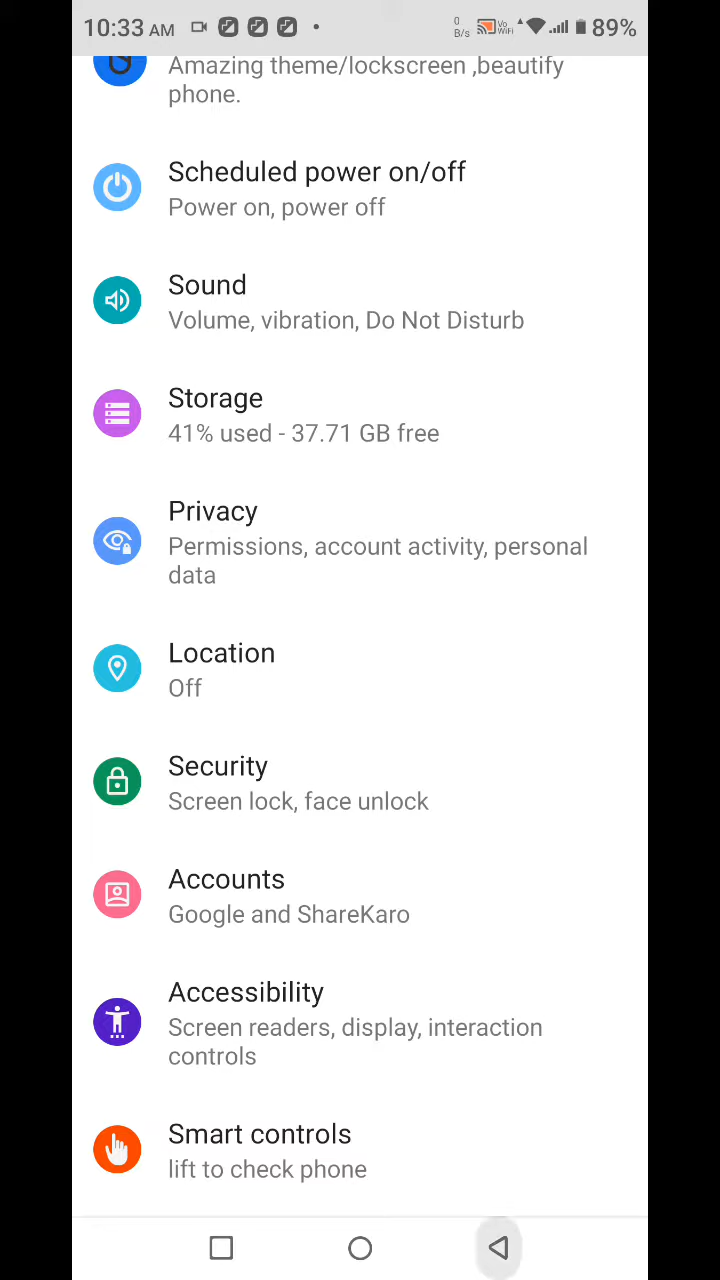 10:33 AM
0
B/s
Vo
WiFi
89%
Amazing theme/lockscreen ,beautify
phone.
Scheduled power on/off
Power on, power off
Sound
Volume, vibration, Do Not Disturb
Storage
41% used - 37.71 GB free
Privacy
Permissions, account activity, personal
data
Location
Off
Security
Screen lock, face unlock
Accounts
Google and ShareKaro
Accessibility
Screen readers, display, interaction
controls
Smart controls
lift to check phone